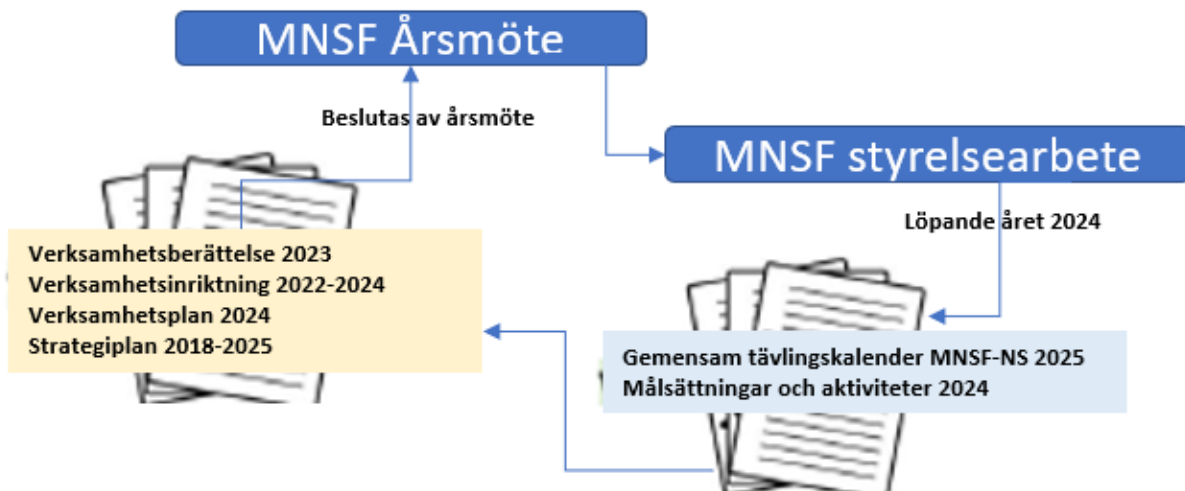 MNSF Årsmöte
Beslutas av årsmöte
MNSF styrelsearbete
Löpande året 2024
Verksamhetsberättelse 2023
Verksamhetsinriktning 2022-2024
Verksamhetsplan 2024
Strategiplan 2018-2025
Gemensam tävlingskalender MNSF-NS 2025
Målsättningar och aktiviteter 2024